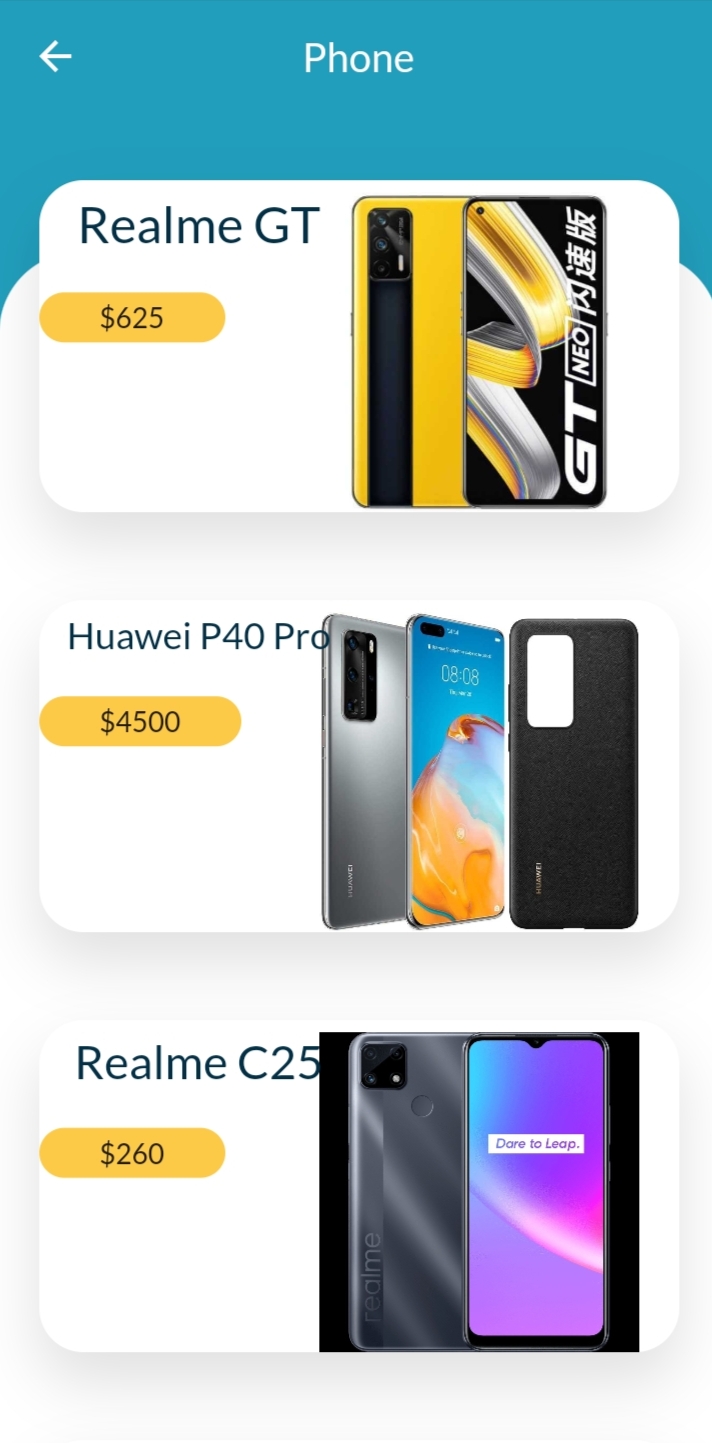 Phone
Realme GT
$625
GT NEO 闪速版
Huawei P40 Pro
$4500
08:08
HUAWEI
HUAWEI
Realme C25
$260
Dare to Leap.
realme